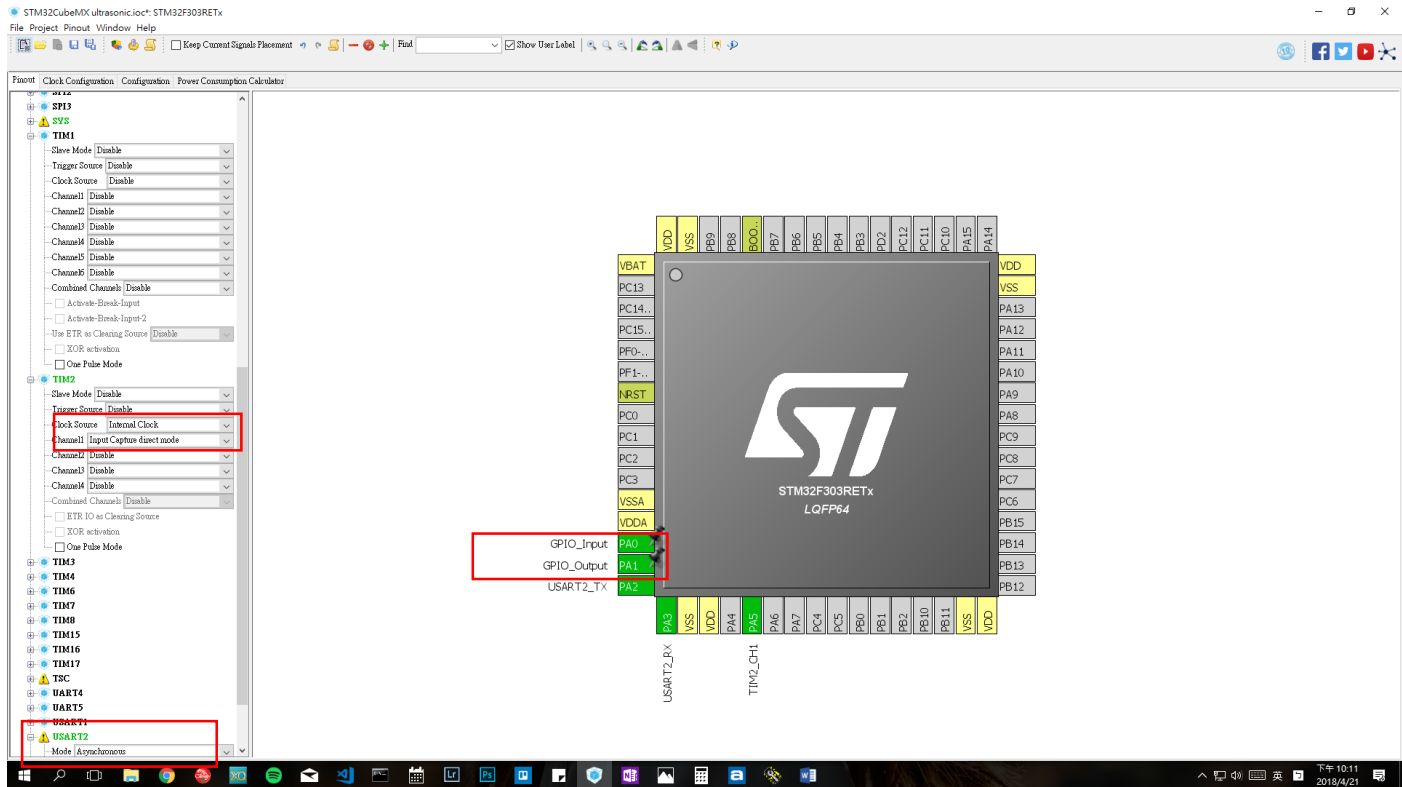 STM32CubeMX ultrasonic.ioc*: STM32F303RETx
File Project Pinout Window Help
Keep Current Signals Placement Find Show User Label
Pinout Clock Configuration Configuration Power Consumption Calculator
SPI3
SYS
TIM1
Slave Mode Disable
Trigger Source Disable
Clock Source Disable
Channel1 Disable
Channel2 Disable
Channel3 Disable
Channel4 Disable
Channel5 Disable
Channel6 Disable
Combined Channels Disable
Activate-Break-Input
Activate-Break-Input-2
Use ETR as Clearing Source Disable
XOR activation
One Pulse Mode
TIM2
Slave Mode Disable
Trigger Source Disable
Clock Source Internal Clock
Channel1 Input Capture direct mode
Channel2 Disable
Channel3 Disable
Channel4 Disable
Combined Channels Disable
ETR IO as Clearing Source
XOR activation
One Pulse Mode
TIM3
TIM4
TIM6
TIM7
TIM8
TIM15
TIM16
TIM17
TSC
UART4
UART5
USART1
USART2
Mode Asynchronous
VDD VSS PB9 PB8 BOO.. PB7 PB6 PB5 PB4 PB3 PD2 PC12 PC11 PC10 PA15 PA14
VBAT
PC13
PC14..
PC15..
PF0-..
PF1-..
NRST
PC0
PC1
PC2
PC3
VSSA
VDDA
GPIO_Input PA0
GPIO_Output PA1
USART2_TX PA2
STM32F303RETx
LQFP64
VDD
VSS
PA13
PA12
PA11
PA10
PA9
PA8
PC9
PC8
PC7
PC6
PB15
PB14
PB13
PB12
PA3 VSS VDD PA4 PA5 PA6 PA7 PC4 PC5 PB0 PB1 PB2 PB10 PB11 VSS VDD
USART2_RX TIM2_CH1
英
下午 10:11
2018/4/21